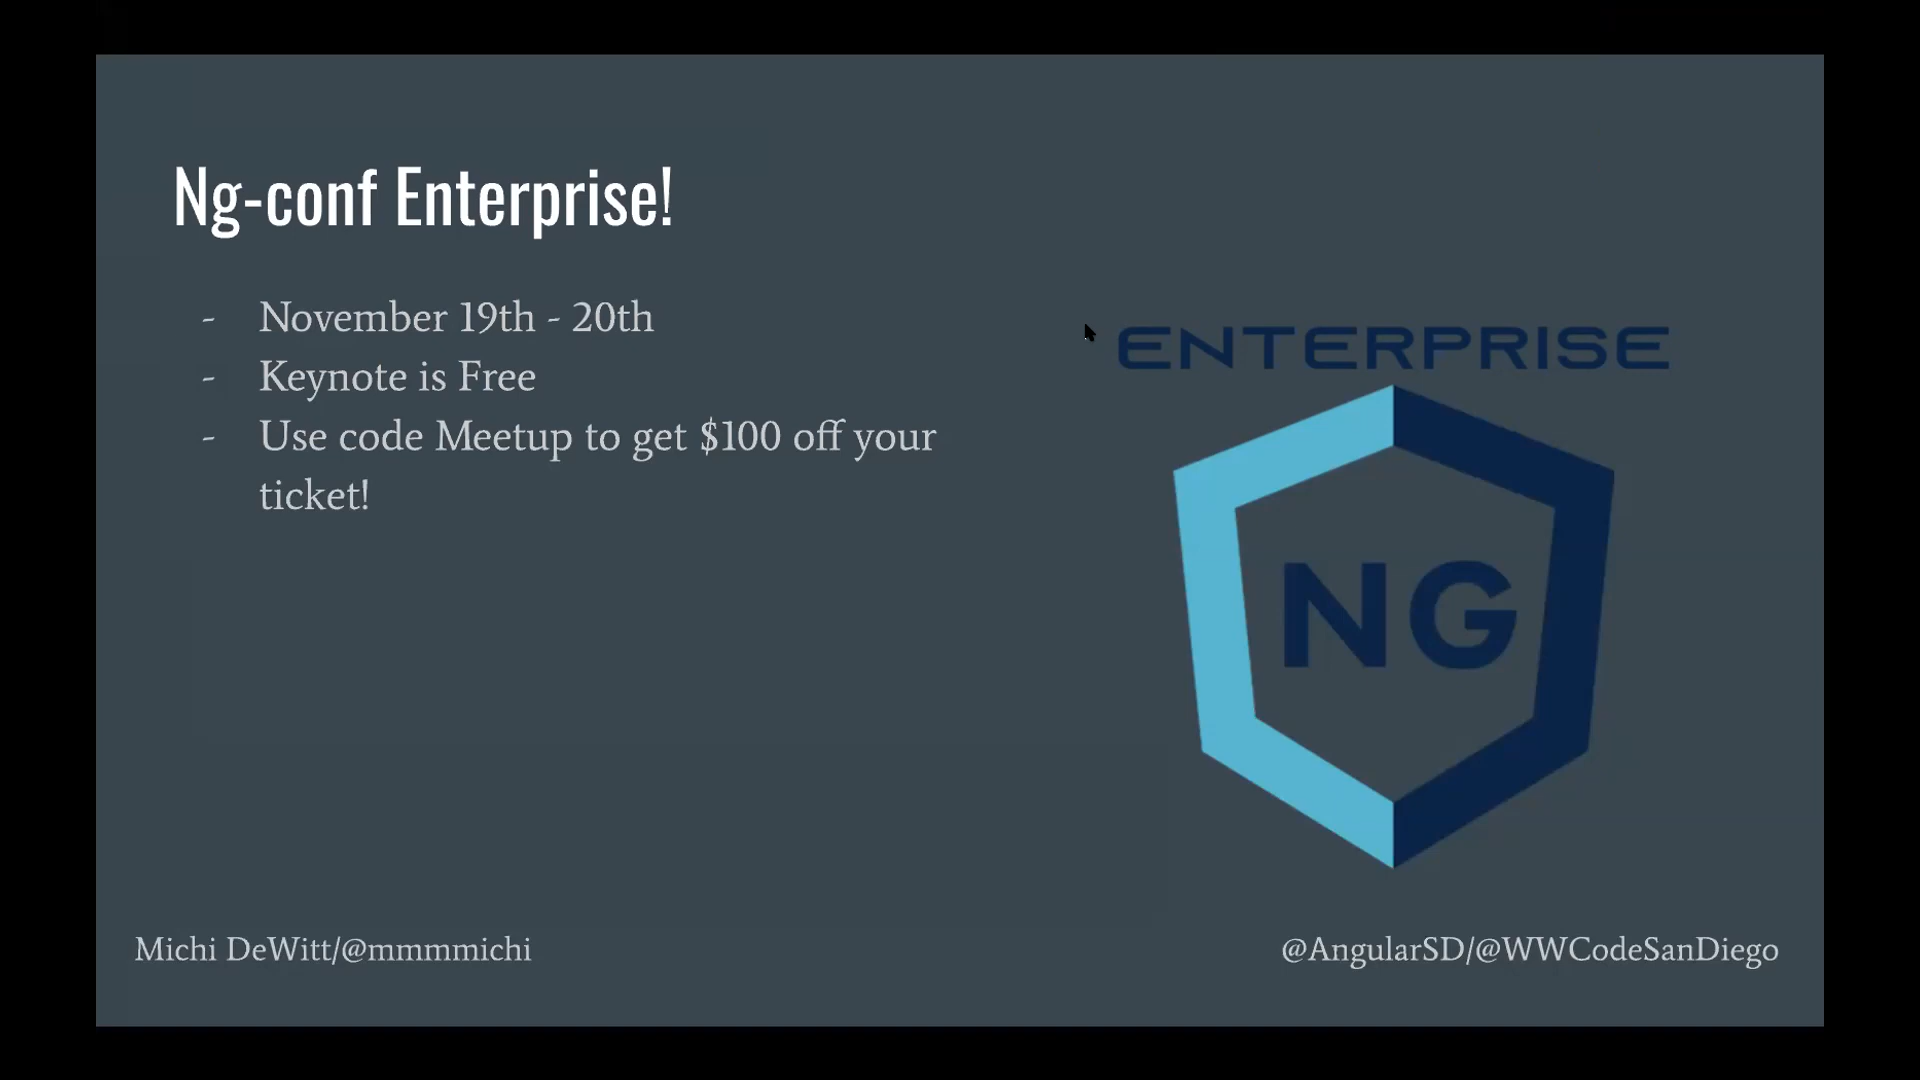 Ng-conf Enterprise!
- November 19th - 20th
- Keynote is Free
- Use code Meetup to get $100 off your
ticket!
ENTERPRISE
NG
Michi DeWitt/@mmmmichi
@AngularSD/@WWCodeSanDiego